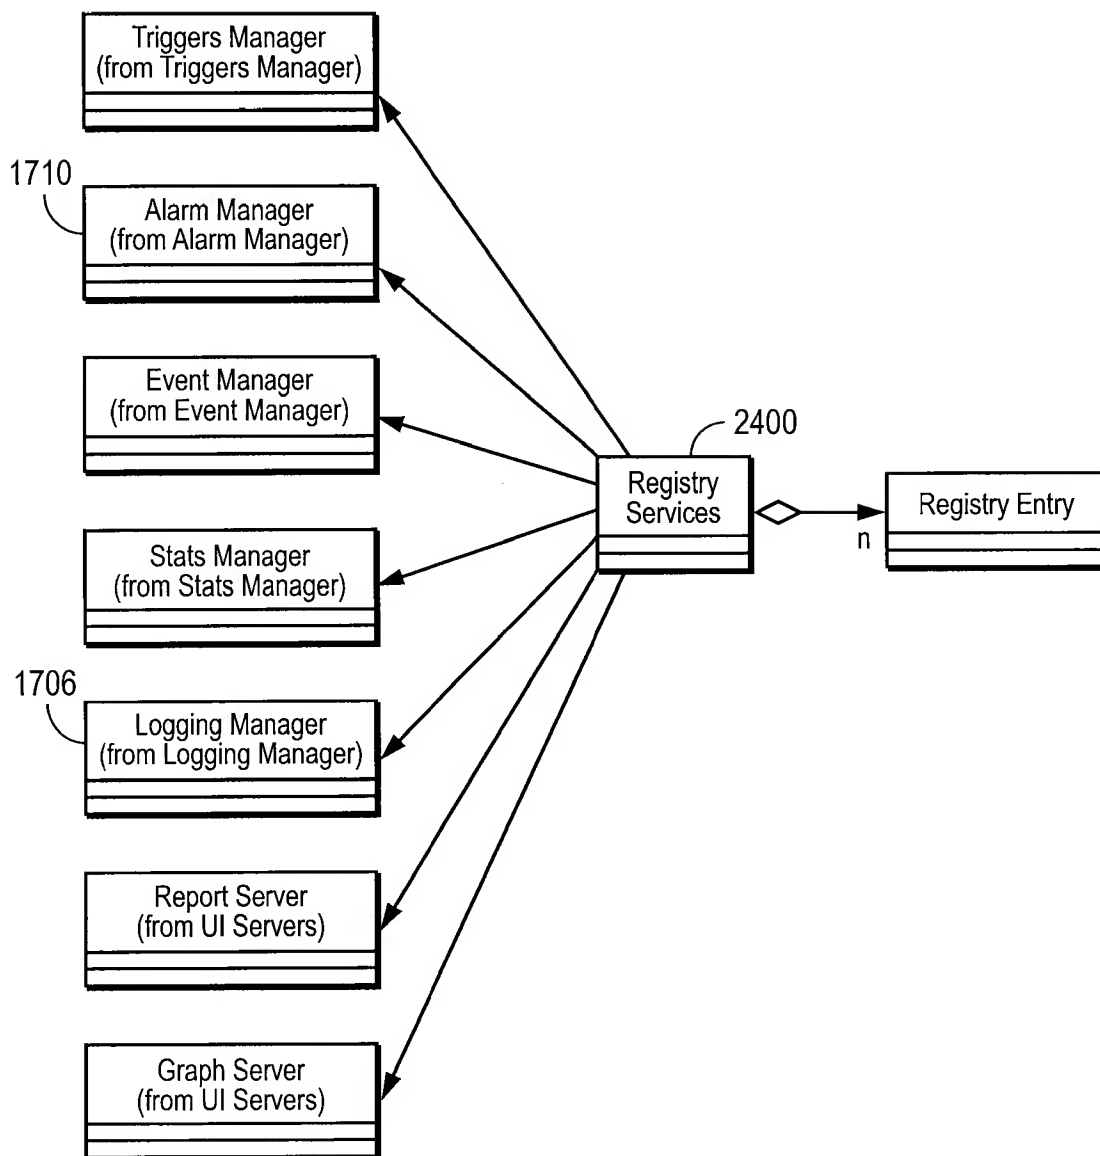 Triggers Manager
(from Triggers Manager)
1710
Alarm Manager
(from Alarm Manager)
Event Manager
(from Event Manager)
2400
Registry
Services
Registry Entry
n
Stats Manager
(from Stats Manager)
1706
Logging Manager
(from Logging Manager)
Report Server
(from UI Servers)
Graph Server
(from UI Servers)